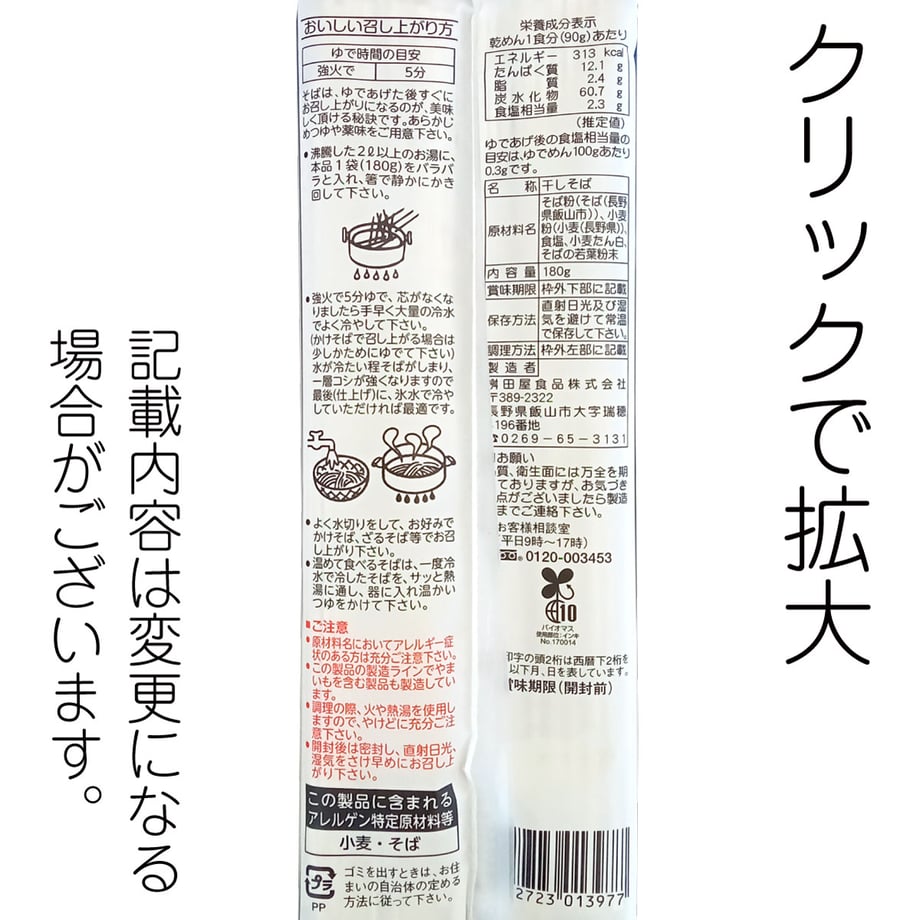 クリックで拡大
記載内容は変更になる
場合がございます。
おいしい召し上がり方
ゆで時間の目安
強火で 5分
そばは、ゆであげた後すぐに
お召し上がりになるのが、美味
しく頂ける秘訣です。あらかじ
めつゆや薬味をご用意下さい。
●沸騰した2ℓ以上のお湯に、
本品1袋(180g)をバラバ
ラと入れ、箸で静かにかき
回して下さい。
●強火で5分ゆで、芯がなくな
りましたら手早く大量の冷水
でよく冷やして下さい。
(かけそばで召し上がる場合は
少しかためにゆでて下さい)
水が冷たい程そばがしまり、
一層コシが強くなりますので
最後(仕上げ)に、氷水で冷や
していただければ最適です。
●よく水切りをして、お好みで
かけそば、ざるそば等でお召
し上がり下さい。
●温めて食べるそばは、一度冷
水で冷したそばを、サッと熱
湯に通し、器に入れ温かい
つゆをかけて下さい。
■ご注意
●原材料名においてアレルギー症
状のある方は充分ご注意下さい。
●この製品の製造ラインでやま
いもを含む製品も製造してい
ます。
●調理の際、火や熱湯を使用し
ますので、やけどに充分ご注
意下さい。
●開封後は密封し、直射日光、
湿気をさけ早めにお召し上
がり下さい。
この製品に含まれる
アレルゲン特定原材料等
小麦・そば
プラ
PP
ゴミを出すときは、お住
まいの自治体の定める
方法に従って下さい。
栄養成分表示
乾めん1食分(90g)あたり
エネルギー 313 kcal
たんぱく質 12.1 g
脂質 2.4 g
炭水化物 60.7 g
食塩相当量 2.3 g
(推定値)
ゆであげ後の食塩相当量の
目安は、ゆでめん100gあたり
0.3gです。
名称 干しそば
原材料名 そば粉(そば(長野
県飯山市))、小麦
粉(小麦(長野県))、
食塩、小麦たん白、
そばの若葉粉末
内容量 180g
賞味期限 枠外下部に記載
保存方法 直射日光及び湿
気を避けて常温
で保存して下さい。
調理方法 枠外左部に記載
製造者
田屋食品株式会社
〒389-2322
長野県飯山市大字瑞穂
196番地
0269-65-3131
お願い
質、衛生面には万全を期
ておりますが、お気づき
点がございましたら製造
までご連絡下さい。
お客様相談室
平日9時〜17時)
0120-003453
10
バイオマス
使用部位:インキ
No.170014
印字の頭2桁は西暦下2桁を
以下月、日を表しています。
味期限(開封前)
2723 013977